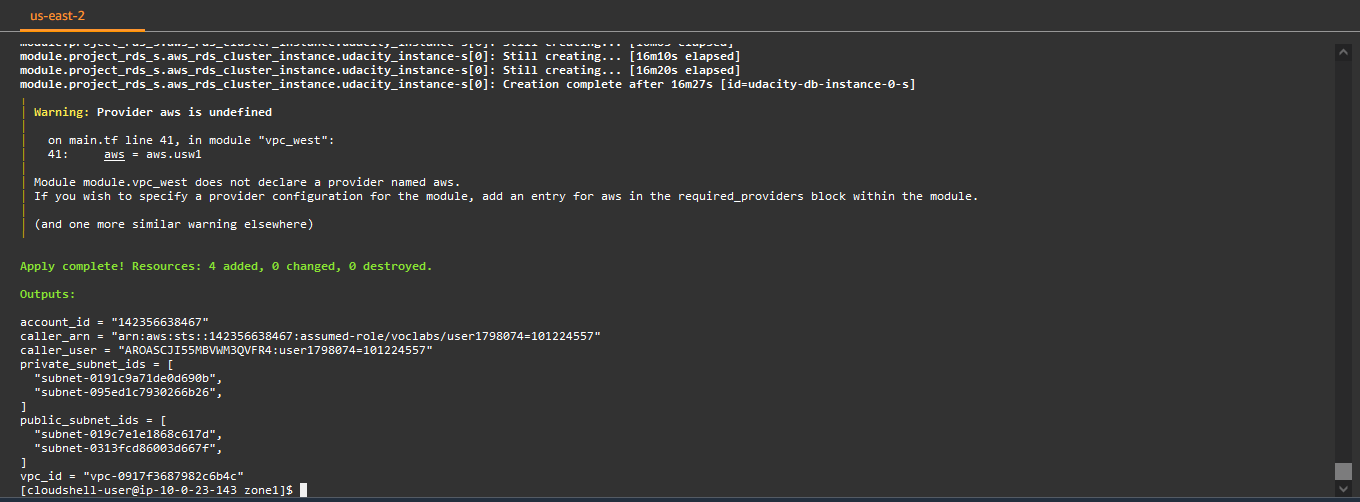 us-east-2
module.project_rds_s.aws_rds_cluster_instance.udacity_instance-s[0]: Still creating... [16m0s elapsed]
module.project_rds_s.aws_rds_cluster_instance.udacity_instance-s[0]: Still creating... [16m10s elapsed]
module.project_rds_s.aws_rds_cluster_instance.udacity_instance-s[0]: Still creating... [16m20s elapsed]
module.project_rds_s.aws_rds_cluster_instance.udacity_instance-s[0]: Creation complete after 16m27s [id=udacity-db-instance-0-s]
Warning: Provider aws is undefined
on main.tf line 41, in module "vpc_west":
41: aws = aws.usw1
Module module.vpc_west does not declare a provider named aws.
If you wish to specify a provider configuration for the module, add an entry for aws in the required_providers block within the module.
(and one more similar warning elsewhere)
Apply complete! Resources: 4 added, 0 changed, 0 destroyed.
Outputs:
account_id = "142356638467"
caller_arn = "arn:aws:sts::142356638467:assumed-role/voclabs/user1798074=101224557"
caller_user = "AROASCJI55MBVWM3QVFR4:user1798074=101224557"
private_subnet_ids = [
"subnet-0191c9a71de0d690b",
"subnet-095ed1c7930266b26",
]
public_subnet_ids = [
"subnet-019c7e1e1868c617d",
"subnet-0313fcd86003d667f",
]
vpc_id = "vpc-0917f3687982c6b4c"
[cloudshell-user@ip-10-0-23-143 zone1]$